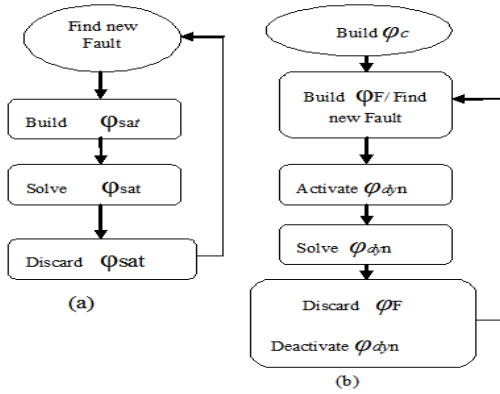 Find new
Fault
Build φsat
Solve φsat
Discard φsat
(a)
Build φc
Build φF/Find
new Fault
Activate φdyn
Solve φdyn
Discard φF
Deactivate φdyn
(b)